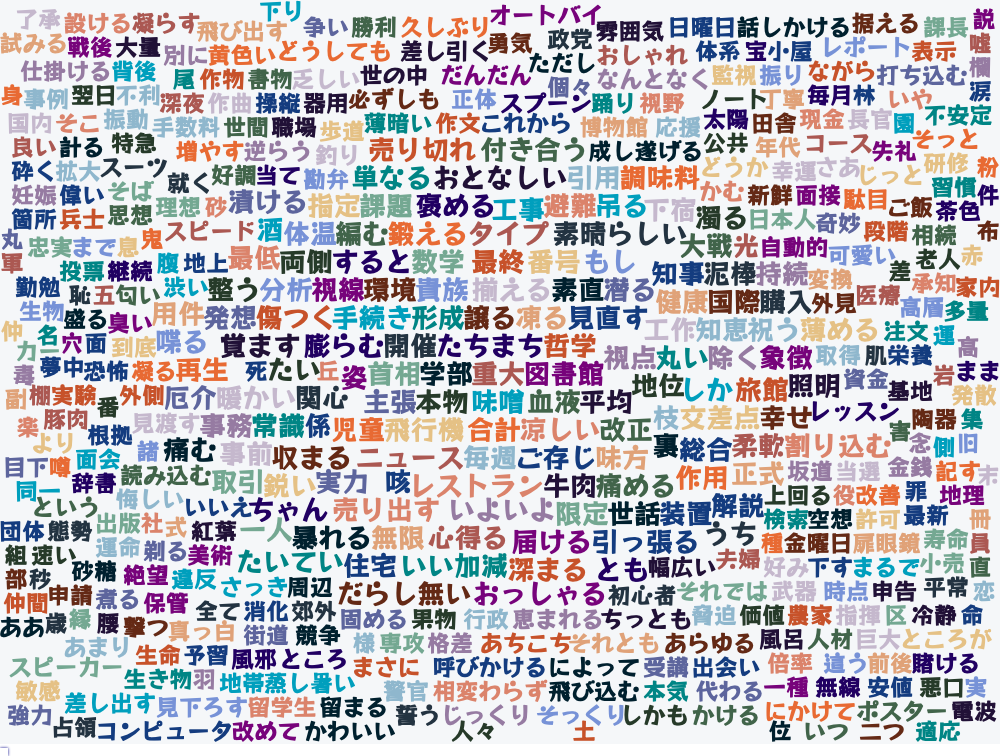 下り オートバイ
了承 設ける 凝らす 飛び出す 争い 勝利 久しぶり 勇気 政党 雰囲気 日曜日 話しかける 据える 課長 説
試みる 戦後 大量 別に 黄色い どうしても 差し引く ただし おしゃれ 体系 宝 小屋 レポート 表示 嘘
仕掛ける 背後 尾 作物 書物 乏しい 世の中 だんだん 個々 なんとなく 監視 振り ながら 打ち込む 欄
身 事例 翌日 不利 深夜 作曲 操縦 器用 必ずしも 正体 スプーン 踊り 視野 ノート 丁寧 毎月 林 いや 涙
国内 そこ 振動 手数料 世間 職場 歩道 薄暗い 作文 これから 博物館 応援 太陽 田舎 現金 長官 園 不安定
良い 計る 特急 増やす 逆らう 釣り 売り切れ 付き合う 成し遂げる 公共 年代 コース 失礼 そっと
砕く 拡大 スーツ 就く 好調 当て 勘弁 単なる おとなしい 引用 調味料 どうか 幸運 さあ じっと 研修 粉
妊娠 偉い そば 理想 砂 漬ける 指定 課題 褒める 工事 避難 吊る 下宿 かむ 新鮮 面接 駄目 ご飯 習慣 茶色 件
箇所 兵士 思想 スピード 酒 体温 編む 鍛える タイプ 素晴らしい 濁る 日本人 奇妙 段階 相続 布
丸 忠実 まで 息 鬼 最低 両側 すると 数学 最終 番号 もし 大戦 光 自動的 可愛い 老人 赤
軍 投票 継続 腹 地上 知事 泥棒 持続 変換 差 承知 家内
勤勉 恥 五 匂い 渋い 整う 分析 視線 環境 貴族 揃える 素直 潜る 健康 国際 購入 外見 医療 高層 多量
生物 盛る 臭い 用件 発想 傷つく 手続き 形成 譲る 凍る 見直す 工作 知恵 祝う 薄める 注文 運
仲 名 穴 面 到底 喋る 覚ます 膨らむ 開催 たちまち 哲学 視点 丸い 除く 象徴 取得 肌 栄養 高
力 毒 夢中 恐怖 凝る 再生 死 たい 丘 姿 首相 学部 重大 図書館 地位 しか 旅館 照明 資金 基地 岩 まま
副 棚 実験 番 外側 厄介 暖かい 関心 主張 本物 味噌 血液 平均 枝 交差点 幸せ レッスン 陶器 発散 集
楽 豚肉 根拠 見渡す 事務 常識 係 児童 飛行機 合計 涼しい 改正 裏 総合 柔軟 割り込む 害 念 側 旧
より 目下 噂 面会 諸 痛む 事前 収まる ニュース 毎週 ご存じ 味方 作用 正式 坂道 当選 金銭 記す 末
同一 辞書 読み込む 取引 鋭い 実力 咳 レストラン 牛肉 痛める 上回る 役 改善 罪 地理
という 悔しい いいえ ちゃん 売り出す いよいよ 限定 世話 装置 解説 検索 空想 許可 最新 冊
団体 態勢 出版 社 式 紅葉 一人 暴れる 無限 心得る 届ける 引っ張る うち 種 金曜日 扉 眼鏡 寿命 員
組 速い 運命 剃る 美術 たいてい 住宅 いい加減 深まる とも 幅広い 夫婦 好み 下す まるで 小売 直
部 秒 砂糖 絶望 違反 さっき 周辺 だらし無い おっしゃる 初心者 それでは 武器 時点 申告 平常 恋
仲間 申請 煮る 保管 全て 消化 郊外 固める 果物 行政 恵まれる ちっとも 脅迫 価値 農家 指揮 区 冷静 命
ああ 歳 緑 腰 撃つ 真っ白 街道 競争 様 専攻 格差 あちこち それとも あらゆる 風呂 人材 巨大 ところが
あまり 生命 予習 風邪 ところ まさに 呼びかける によって 受講 出会い 倍率 違う 前後 賭ける
スピーカー 生き物 羽 地帯 蒸し暑い 警官 相変わらず 飛び込む 本気 代わる 一種 無線 安値 悪口 実
敏感 差し出す 見下ろす 留学生 留まる 誓う じっくり そっくり しかも かける にかけて ポスター 電波
強力 占領 コンピュータ 改めて かわいい 人々 土 位 いつ 二つ 適応